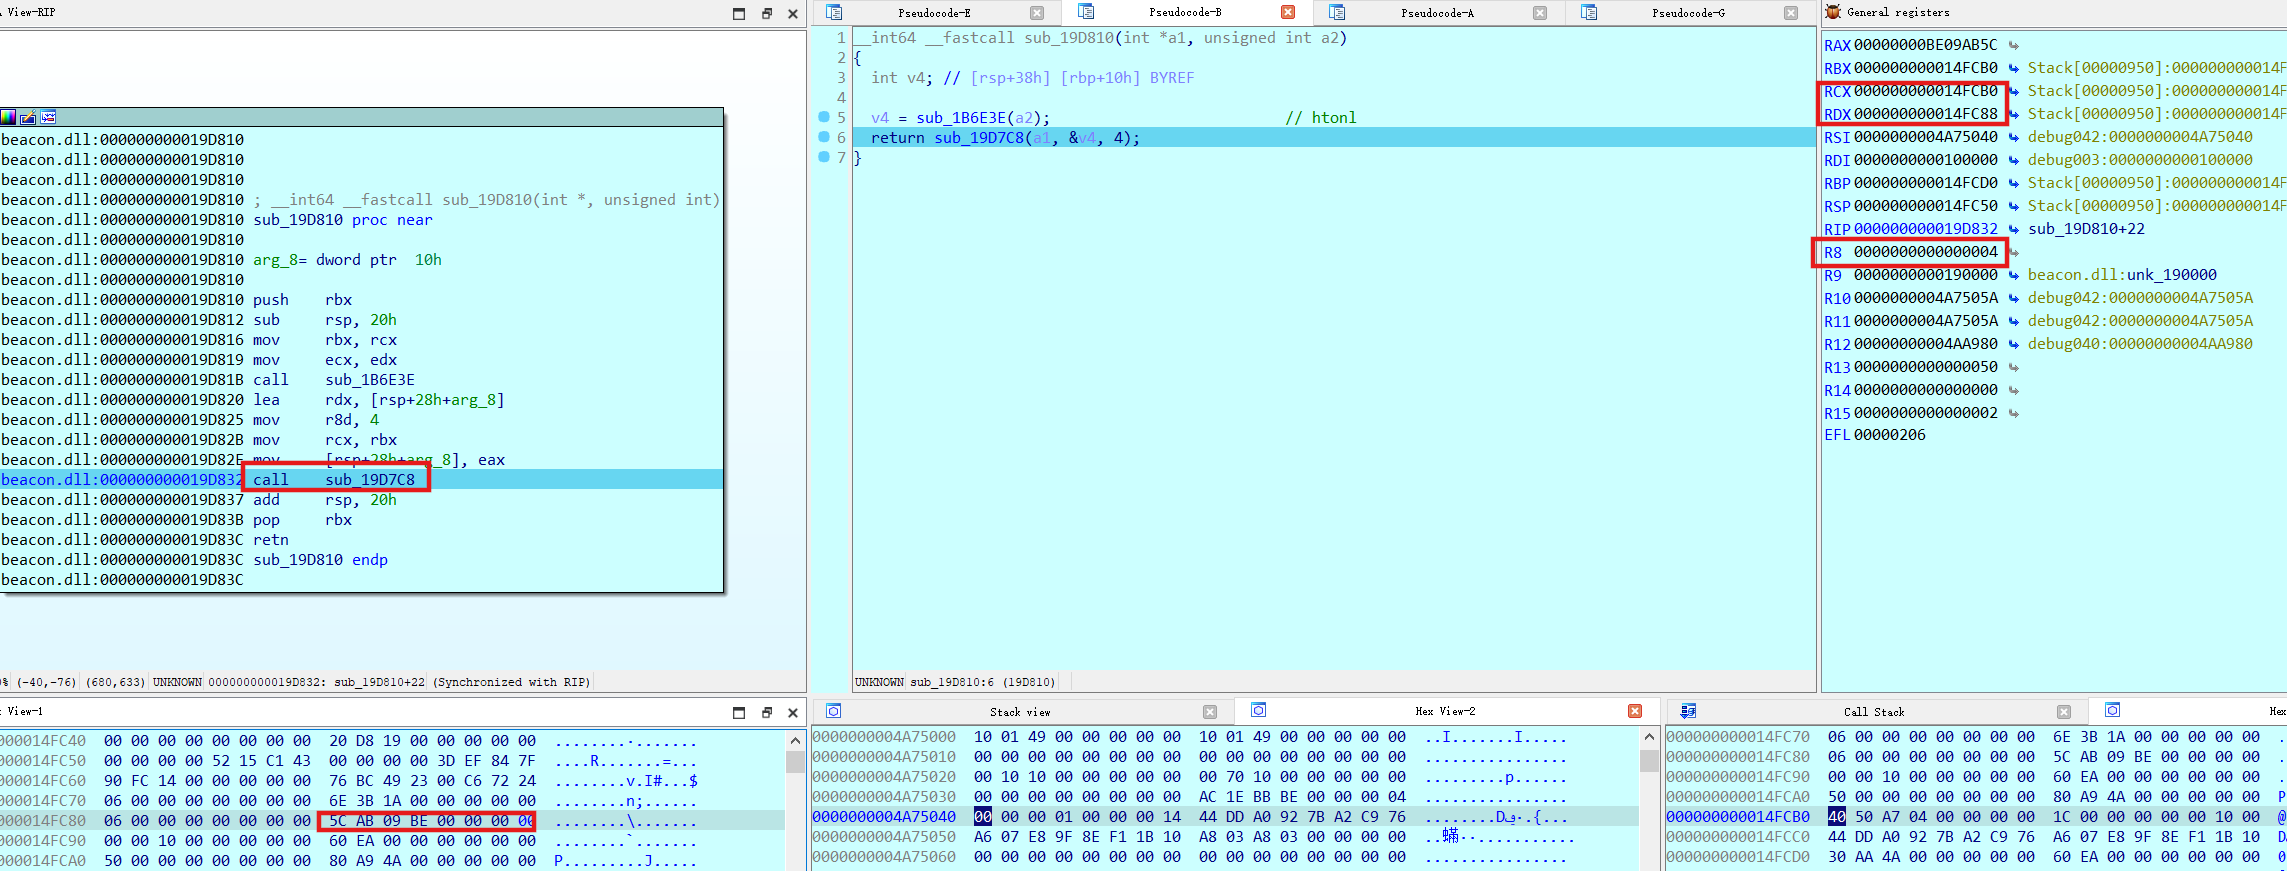 A View-RIP
beacon.dll:000000000019D810
beacon.dll:000000000019D810
beacon.dll:000000000019D810
beacon.dll:000000000019D810 ; __int64 __fastcall sub_19D810(int *, unsigned int)
beacon.dll:000000000019D810 sub_19D810 proc near
beacon.dll:000000000019D810
beacon.dll:000000000019D810 arg_8= dword ptr  10h
beacon.dll:000000000019D810
beacon.dll:000000000019D810 push    rbx
beacon.dll:000000000019D812 sub     rsp, 20h
beacon.dll:000000000019D816 mov     rbx, rcx
beacon.dll:000000000019D819 mov     ecx, edx
beacon.dll:000000000019D81B call    sub_1B6E3E
beacon.dll:000000000019D820 lea     rdx, [rsp+28h+arg_8]
beacon.dll:000000000019D825 mov     r8d, 4
beacon.dll:000000000019D82B mov     rcx, rbx
beacon.dll:000000000019D82E mov     [rsp+28h+arg_8], eax
beacon.dll:000000000019D832 call    sub_19D7C8
beacon.dll:000000000019D837 add     rsp, 20h
beacon.dll:000000000019D83B pop     rbx
beacon.dll:000000000019D83C retn
beacon.dll:000000000019D83C sub_19D810 endp
beacon.dll:000000000019D83C
0% (-40,-76) (680,633) UNKNOWN 000000000019D832: sub_19D810+22 (Synchronized with RIP)
Pseudocode-E
Pseudocode-B
Pseudocode-A
Pseudocode-G
1 __int64 __fastcall sub_19D810(int *a1, unsigned int a2)
2 {
3   int v4; // [rsp+38h] [rbp+10h] BYREF
4
5   v4 = sub_1B6E3E(a2);                            // htonl
6   return sub_19D7C8(a1, &v4, 4);
7 }
UNKNOWN sub_19D810:6 (19D810)
General registers
RAX 00000000BE09AB5C
RBX 000000000014FCB0 Stack[00000950]:000000000014F
RCX 000000000014FCB0 Stack[00000950]:000000000014F
RDX 000000000014FC88 Stack[00000950]:000000000014F
RSI 0000000004A75040 debug042:0000000004A75040
RDI 0000000000100000 debug003:0000000000100000
RBP 000000000014FCD0 Stack[00000950]:000000000014F
RSP 000000000014FC50 Stack[00000950]:000000000014F
RIP 000000000019D832 sub_19D810+22
R8 0000000000000004
R9 0000000000190000 beacon.dll:unk_190000
R10 0000000004A7505A debug042:0000000004A7505A
R11 0000000004A7505A debug042:0000000004A7505A
R12 00000000004AA980 debug040:00000000004AA980
R13 0000000000000050
R14 0000000000000000
R15 0000000000000002
EFL 00000206
View-1
000014FC40  00 00 00 00 00 00 00 00  20 D8 19 00 00 00 00 00  ........·.......
000014FC50  00 00 00 00 52 15 C1 43  00 00 00 00 3D EF 84 7F  ....R.......=...
000014FC60  90 FC 14 00 00 00 00 00  76 BC 49 23 00 C6 72 24  ........v.I#...$
000014FC70  06 00 00 00 00 00 00 00  6E 3B 1A 00 00 00 00 00  ........n;......
000014FC80  06 00 00 00 00 00 00 00  5C AB 09 BE 00 00 00 00  ........\.......
000014FC90  00 00 10 00 00 00 00 00  60 EA 00 00 00 00 00 00  ........`.......
000014FCA0  50 00 00 00 00 00 00 00  80 A9 4A 00 00 00 00 00  P.........J.....
Stack view
Hex View-2
0000000004A75000  10 01 49 00 00 00 00 00  10 01 49 00 00 00 00 00  ..I.......I.....
0000000004A75010  00 00 00 00 00 00 00 00  00 00 00 00 00 00 00 00  ................
0000000004A75020  00 10 10 00 00 00 00 00  00 70 10 00 00 00 00 00  .........p......
0000000004A75030  00 00 00 00 00 00 00 00  AC 1E BB BE 00 00 00 04  ................
0000000004A75040  00 00 00 01 00 00 00 14  44 DD A0 92 7B A2 C9 76
0000000004A75050  A6 07 E8 9F 8E F1 1B 10  A8 03 A8 03 00 00 00 00
0000000004A75060  00 00 00 00 00 00 00 00  00 00 00 00 00 00 00 00  ................
Call Stack
Hex
000000000014FC70  06 00 00 00 00 00 00 00  6E 3B 1A 00 00 00 00 00
000000000014FC80  06 00 00 00 00 00 00 00  5C AB 09 BE 00 00 00 00
000000000014FC90  00 00 10 00 00 00 00 00  60 EA 00 00 00 00 00 00
000000000014FCA0  50 00 00 00 00 00 00 00  80 A9 4A 00 00 00 00 00  P
000000000014FCB0  40 50 A7 04 00 00 00 00  1C 00 00 00 00 00 10 00  @
000000000014FCC0  44 DD A0 92 7B A2 C9 76  A6 07 E8 9F 8E F1 1B 10
000000000014FCD0  30 AA 4A 00 00 00 00 00  60 EA 00 00 00 00 00 00